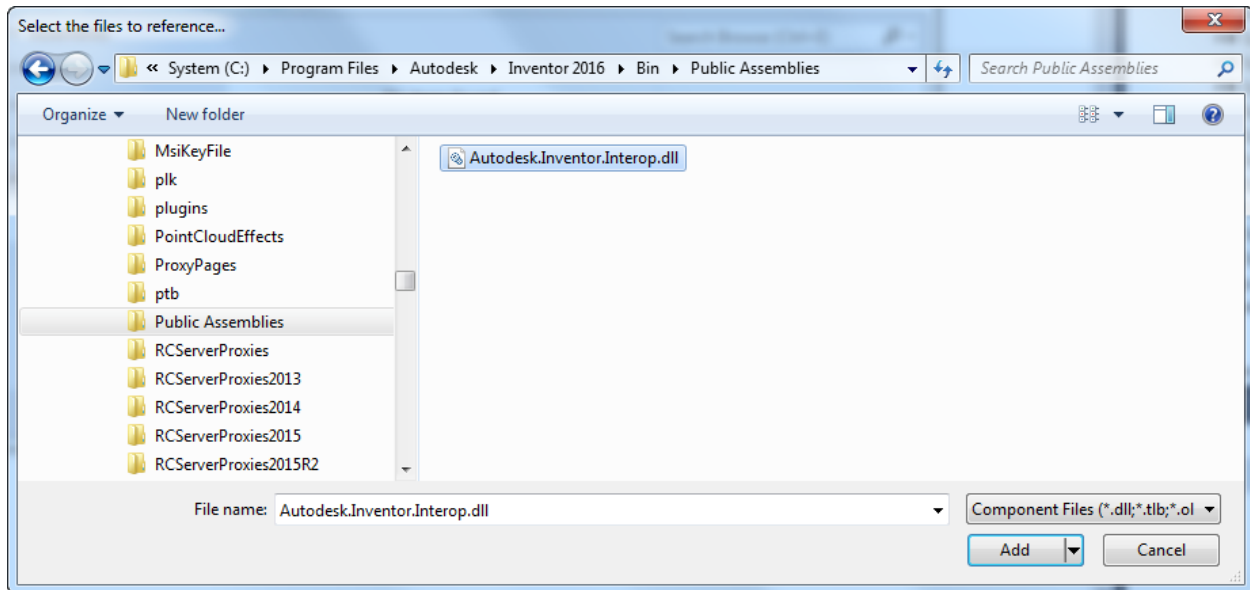 Select the files to reference...
« System (C:) ▸ Program Files ▸ Autodesk ▸ Inventor 2016 ▸ Bin ▸ Public Assemblies
Search Public Assemblies
Organize
New folder
MsiKeyFile
plk
plugins
PointCloudEffects
ProxyPages
ptb
Public Assemblies
RCServerProxies
RCServerProxies2013
RCServerProxies2014
RCServerProxies2015
RCServerProxies2015R2
Autodesk.Inventor.Interop.dll
File name: Autodesk.Inventor.Interop.dll
Component Files (*.dll;*.tlb;*.ol
Add
Cancel